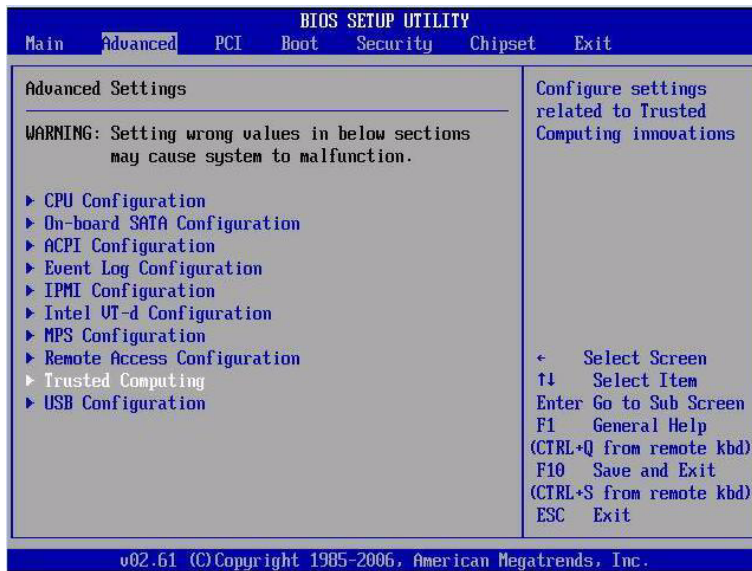 BIOS SETUP UTILITY
Main Advanced PCI Boot Security Chipset Exit
Advanced Settings
WARNING: Setting wrong values in below sections
may cause system to malfunction.
▶ CPU Configuration
▶ On-board SATA Configuration
▶ ACPI Configuration
▶ Event Log Configuration
▶ IPMI Configuration
▶ Intel VT-d Configuration
▶ MPS Configuration
▶ Remote Access Configuration
▶ Trusted Computing
▶ USB Configuration
Configure settings
related to Trusted
Computing innovations
← Select Screen
↑↓ Select Item
Enter Go to Sub Screen
F1 General Help
(CTRL+Q from remote kbd)
F10 Save and Exit
(CTRL+S from remote kbd)
ESC Exit
v02.61 (C)Copyright 1985-2006, American Megatrends, Inc.